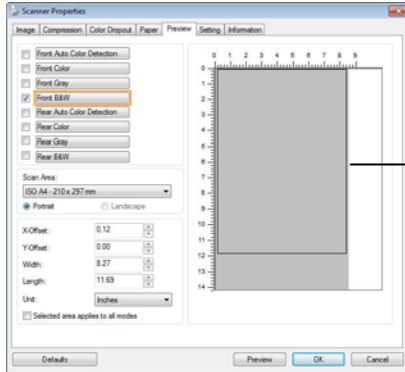 Scanner Properties
Image Compression Color Dropout Paper Preview Setting Information
Front Auto Color Detection
Front Color
Front Gray
Front B&W
Rear Auto Color Detection
Rear Color
Rear Gray
Rear B&W
Scan Area:
ISO A4 - 210 x 297 mm
Portrait Landscape
X-Offset: 0.12
Y-Offset: 0.00
Width: 8.27
Length: 11.69
Unit: Inches
Selected area applies to all modes
0 1 2 3 4 5 6 7 8 9
0
1
2
3
4
5
6
7
8
9
10
11
12
13
14
Defaults Preview OK Cancel